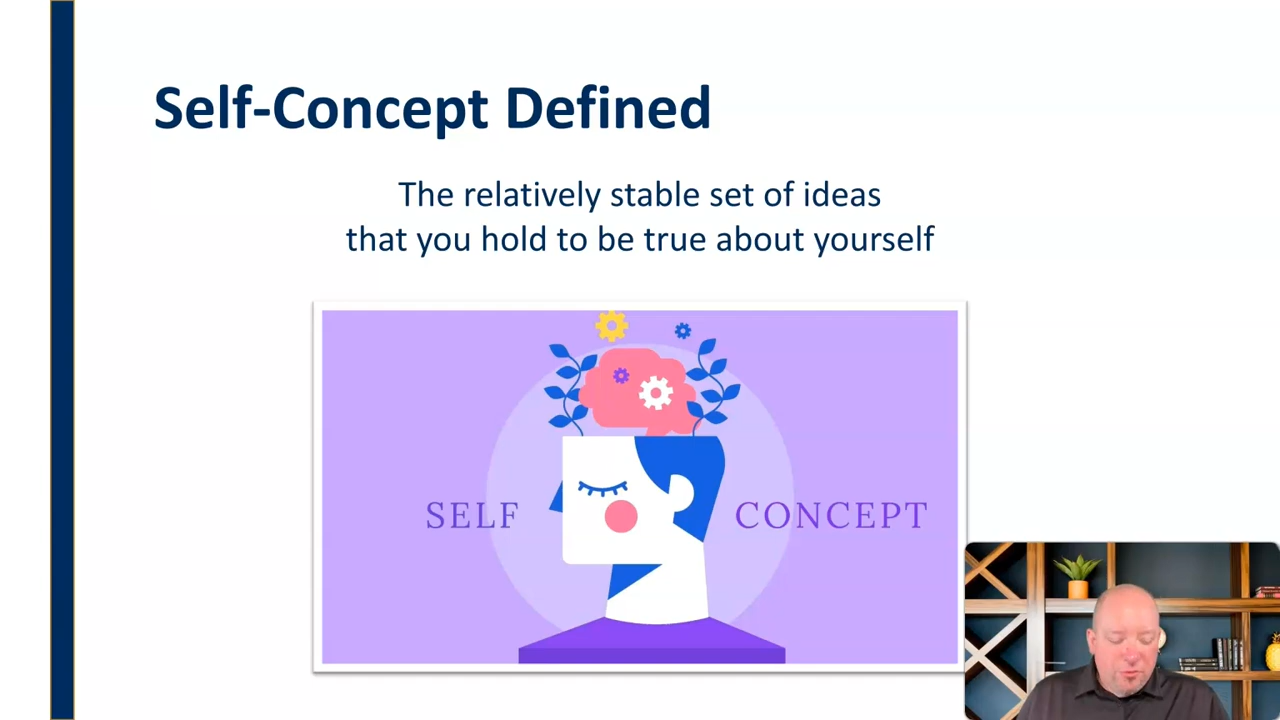 Self-Concept Defined
The relatively stable set of ideas
that you hold to be true about yourself
SELF CONCEPT